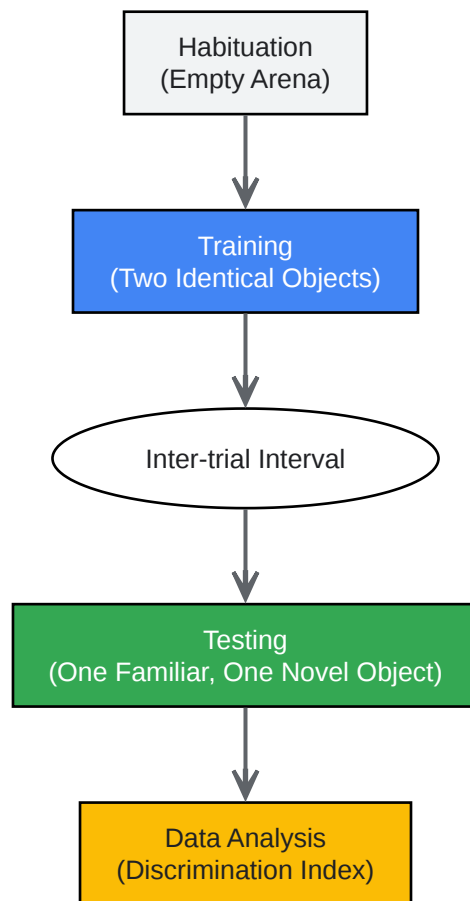 Habituation
(Empty Arena)
Training
(Two Identical Objects)
Inter-trial Interval
Testing
(One Familiar, One Novel Object)
Data Analysis
(Discrimination Index)